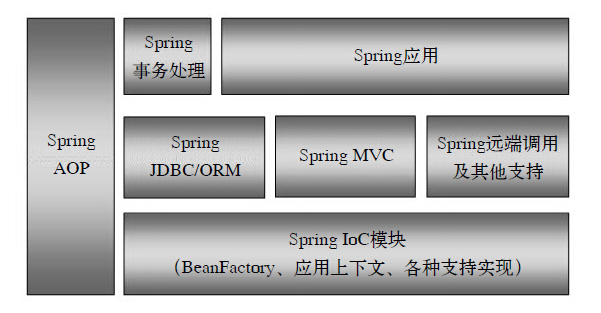 Spring
AOP
Spring
事务处理
Spring应用
Spring
JDBC/ORM
Spring MVC
Spring远端调用
及其他支持
Spring IoC模块
（BeanFactory、应用上下文、各种支持实现）